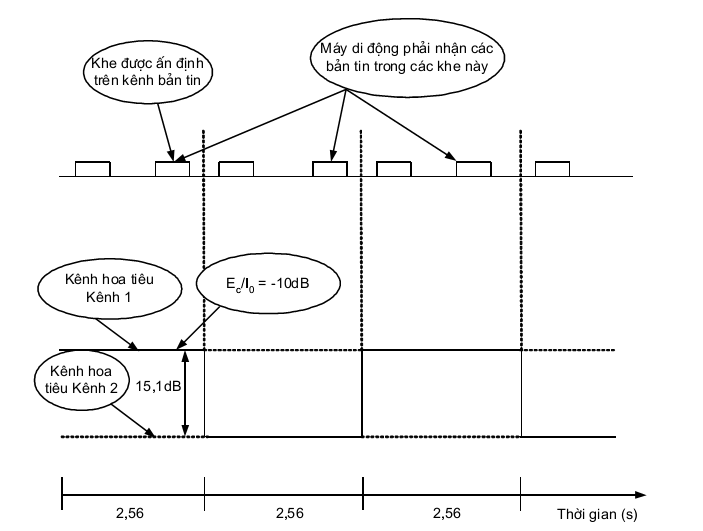 Khe được ấn định
trên kênh bản tin
Máy di động phải nhận các
bản tin trong các khe này
Kênh hoa tiêu
Kênh 1
Ec/I0 = -10dB
Kênh hoa
tiêu Kênh 2
15,1dB
2,56
2,56
2,56
Thời gian (s)